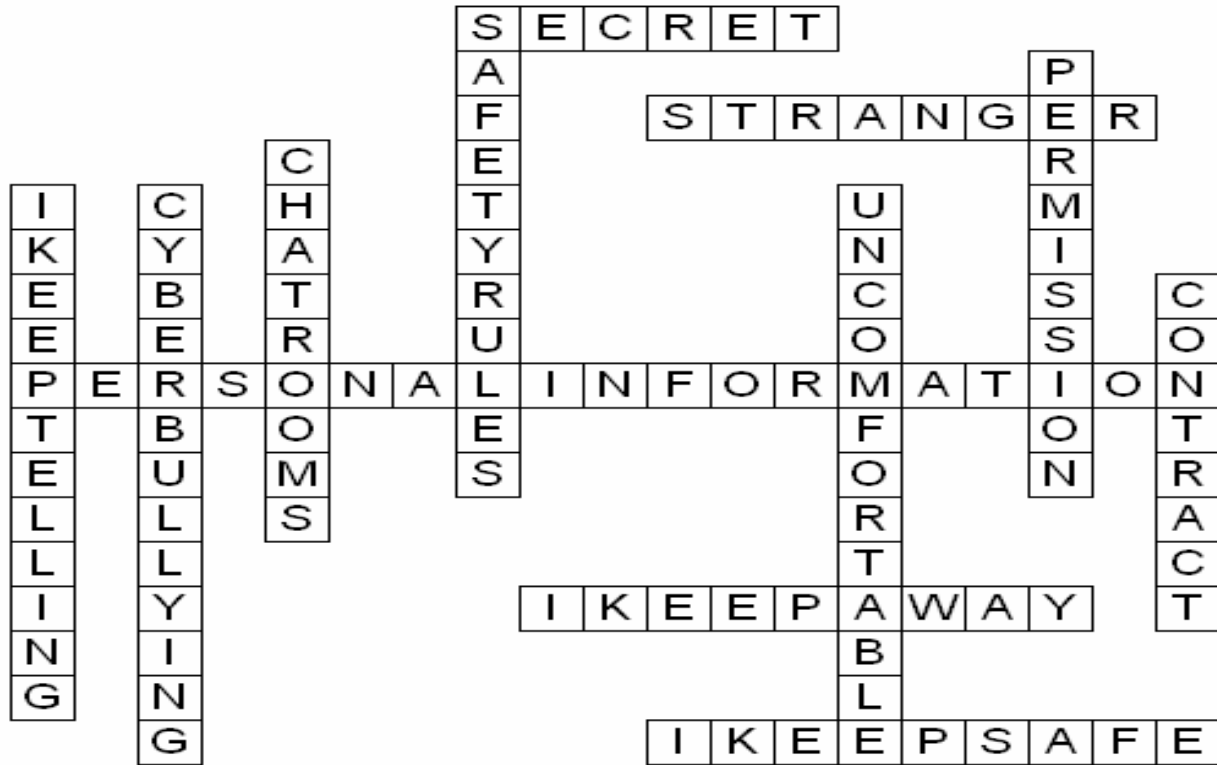 SECRET
SAFETYRULES
PERMISSION
STRANGER
CHATROOMS
IKEEPTELLING
CYBERBULLYING
UNCOMFORTABLE
CONTRACT
PERSONALINFORMATION
IKEEPAWAY
IKEEPSAFE